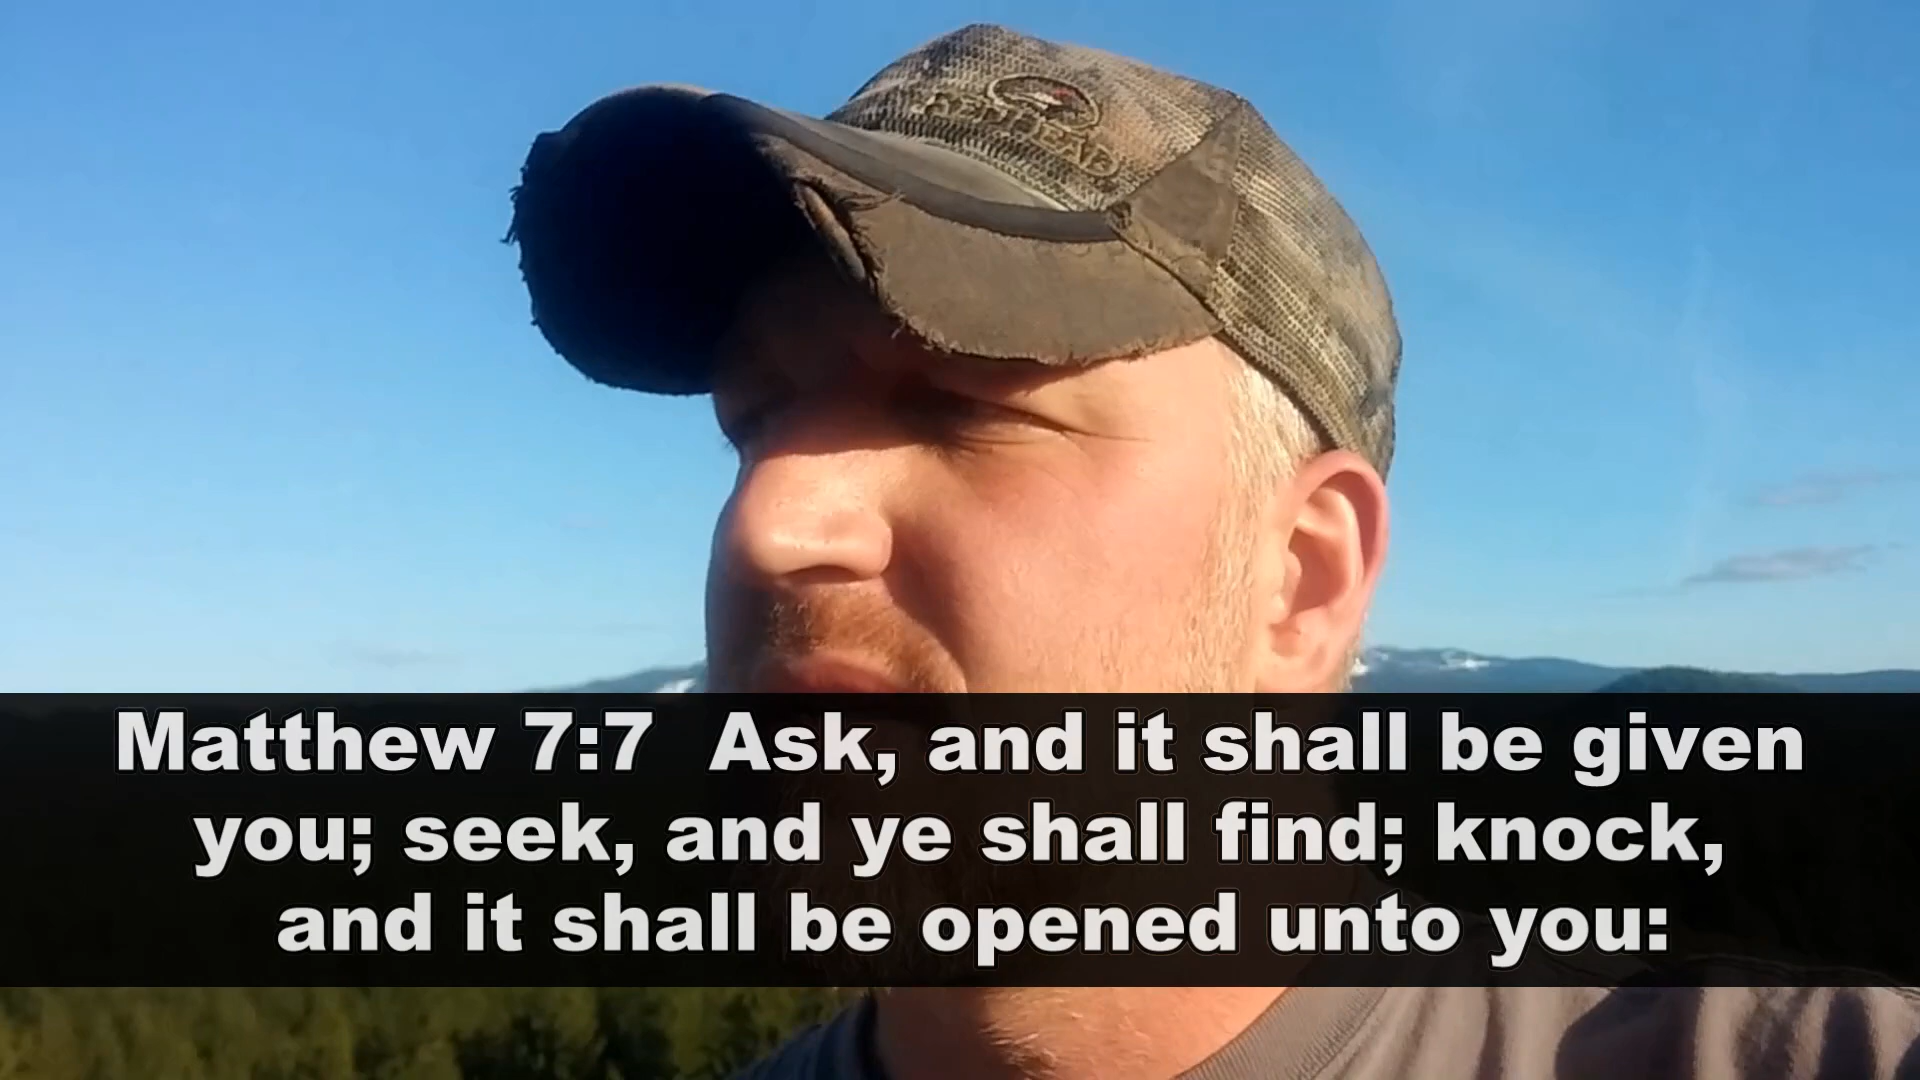 REDHEAD
Matthew 7:7  Ask, and it shall be given
you; seek, and ye shall find; knock,
and it shall be opened unto you: